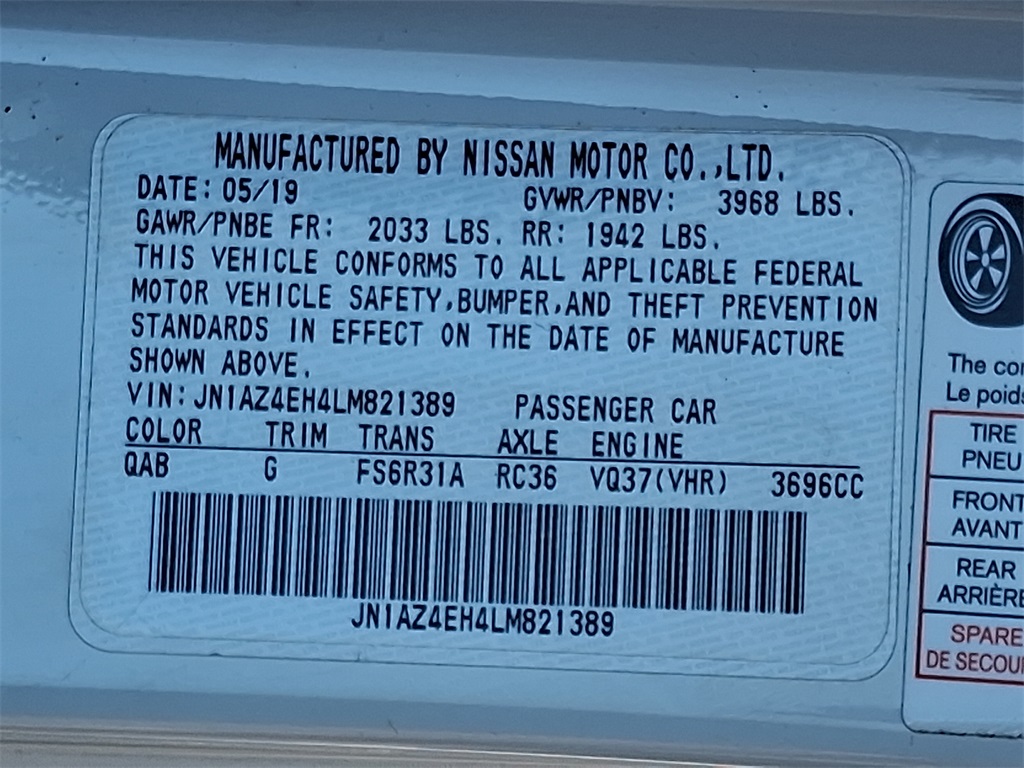 MANUFACTURED BY NISSAN MOTOR CO.,LTD.
DATE: 05/19 GVWR/PNBV: 3968 LBS.
GAWR/PNBE FR: 2033 LBS. RR: 1942 LBS.
THIS VEHICLE CONFORMS TO ALL APPLICABLE FEDERAL
MOTOR VEHICLE SAFETY,BUMPER,AND THEFT PREVENTION
STANDARDS IN EFFECT ON THE DATE OF MANUFACTURE
SHOWN ABOVE.
VIN: JN1AZ4EH4LM821389 PASSENGER CAR
COLOR TRIM TRANS AXLE ENGINE
QAB G FS6R31A RC36 VQ37(VHR) 3696CC
JN1AZ4EH4LM821389
The
Le poids
TIRE
PNEU
FRONT
AVANT
REAR
ARRIÈRE
SPARE
DE